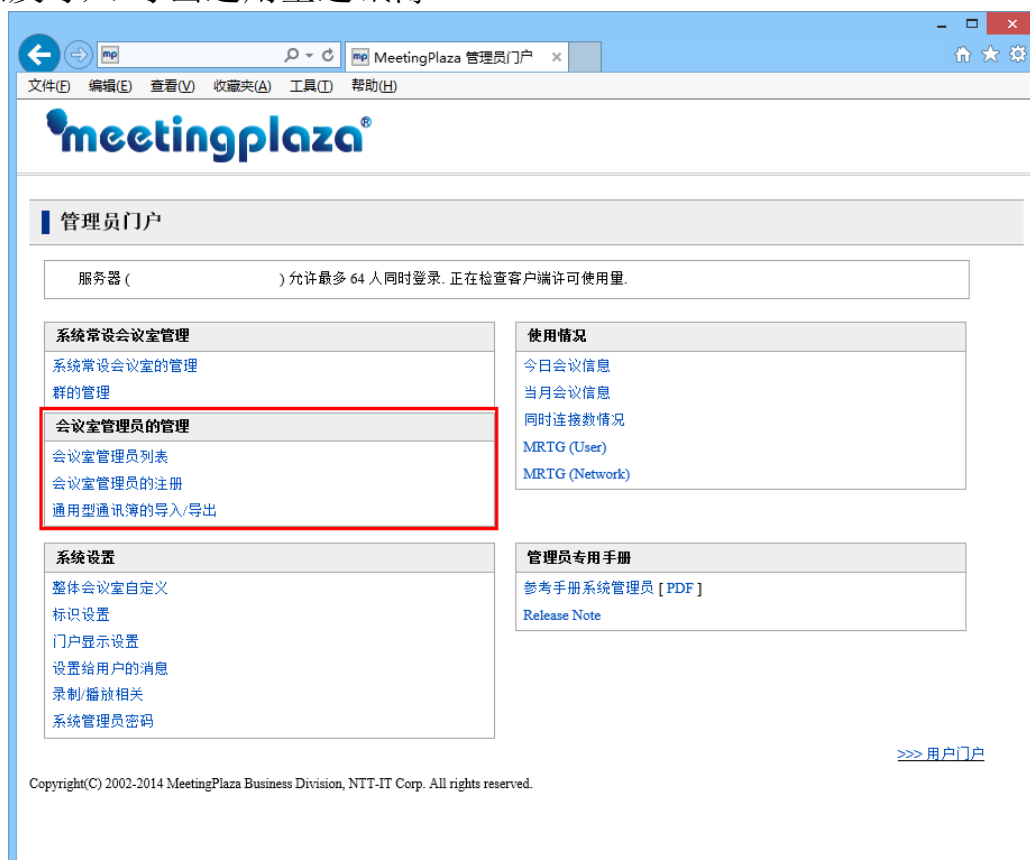 mp
MeetingPlaza 管理员门户
文件(F) 编辑(E) 查看(V) 收藏夹(A) 工具(T) 帮助(H)
meetingplaza®
管理员门户
服务器 ( ) 允许最多 64 人同时登录. 正在检查客户端许可使用量.
系统常设会议室管理
系统常设会议室的管理
群的管理
会议室管理员的管理
会议室管理员列表
会议室管理员的注册
通用型通讯簿的导入/导出
使用情况
今日会议信息
当月会议信息
同时连接数情况
MRTG (User)
MRTG (Network)
系统设置
整体会议室自定义
标识设置
门户显示设置
设置给用户的消息
录制/播放相关
系统管理员密码
管理员专用手册
参考手册系统管理员 [ PDF ]
Release Note
>>> 用户门户
Copyright(C) 2002-2014 MeetingPlaza Business Division, NTT-IT Corp. All rights reserved.